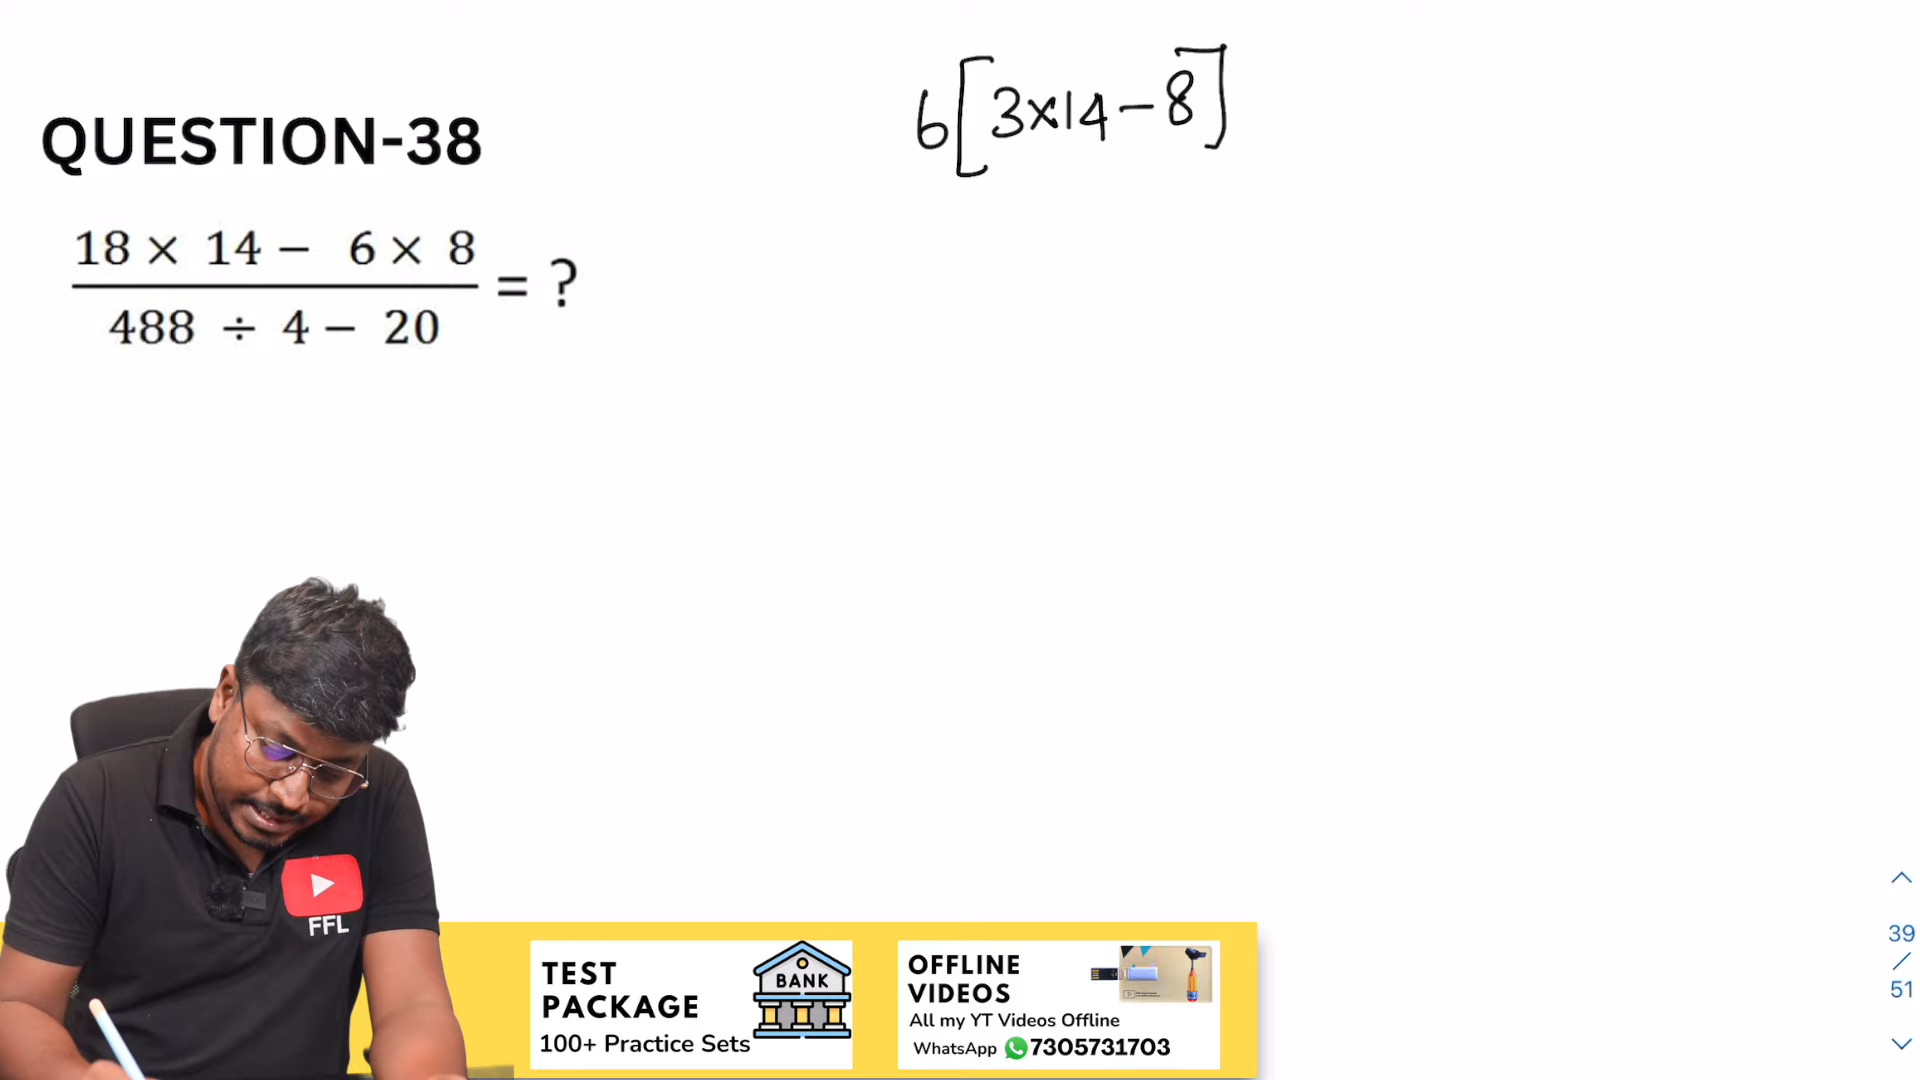 6[3×14-8]
QUESTION-38
18 × 14 - 6 × 8
488 ÷ 4 - 20
= ?
FFL
TEST
PACKAGE
100+ Practice Sets
BANK
OFFLINE
VIDEOS
All my YT Videos Offline
WhatsApp 7305731703
39
/
51